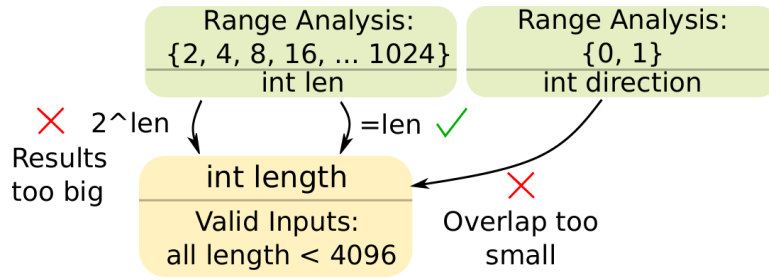 Range Analysis:
{2, 4, 8, 16, ... 1024}
int len
Range Analysis:
{0, 1}
int direction
2^len
=len
Results
too big
int length
Valid Inputs:
all length < 4096
Overlap too
small